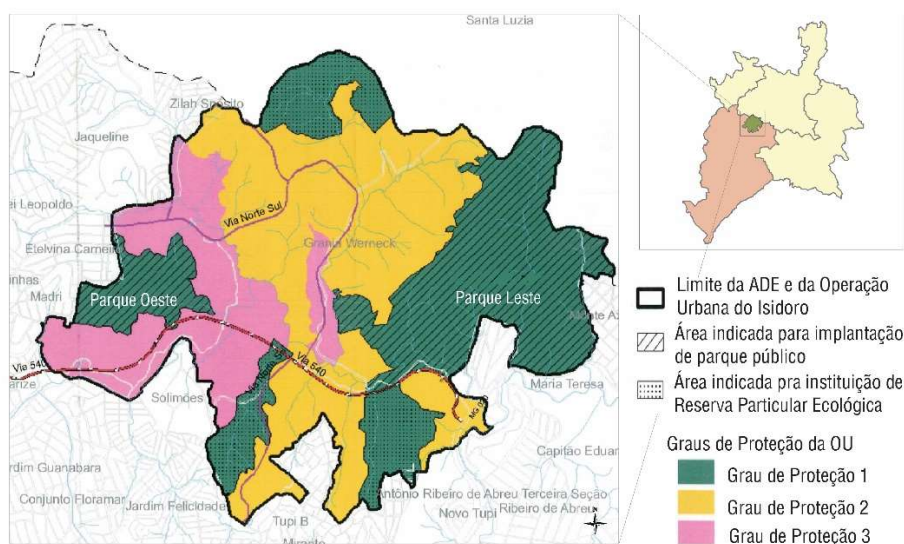 Santa Luzia
Zilah Spósito
Jaqueline
Leopoldo
Via Norte Sul
Etelvina Carneiro
Granja Werneck
Madri
Parque Oeste
Parque Leste
Monte Az
Via 540
Via 540
Solimões
Maria Teresa
Capitão Eduar
Jardim Guanabara
Conjunto Floramar
Jardim Felicidade
Antônio Ribeiro de Abreu Terceira Seção
Novo Tupi
Ribeiro de Abreu
Tupi B
Mirante
Limite da ADE e da Operação
Urbana do Isidoro
Área indicada para implantação
de parque público
Área indicada pra instituição de
Reserva Particular Ecológica
Graus de Proteção da OU
Grau de Proteção 1
Grau de Proteção 2
Grau de Proteção 3